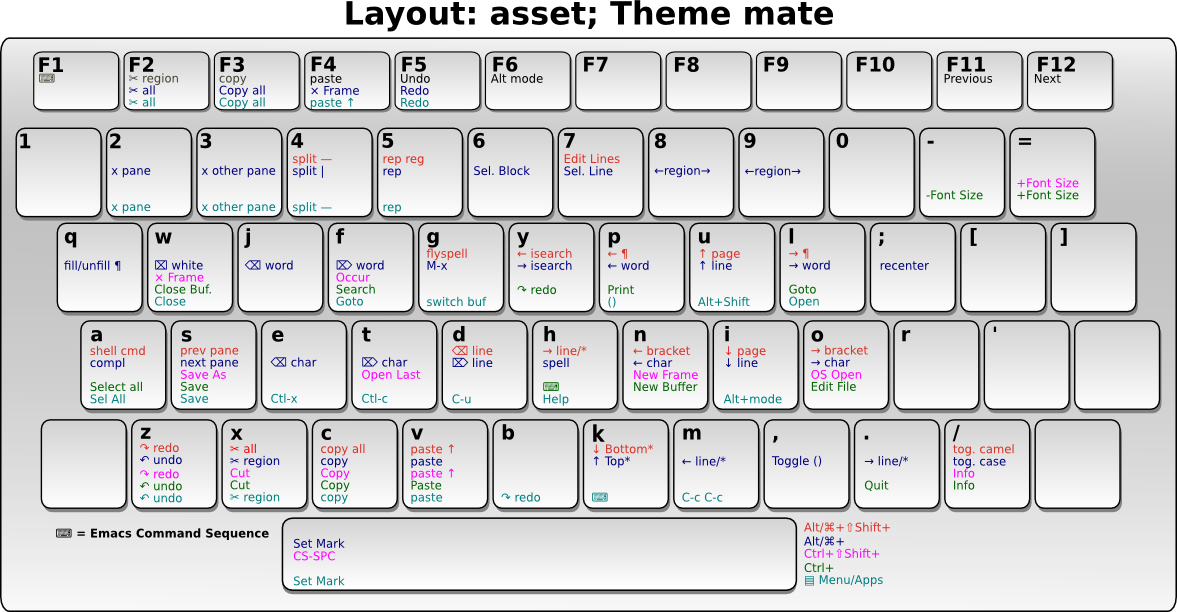 Layout: asset; Theme mate
F1
⌨
F2
✂ region
✂ all
✂ all
F3
copy
Copy all
Copy all
F4
paste
× Frame
paste ↑
F5
Undo
Redo
Redo
F6
Alt mode
F7
F8
F9
F10
F11
Previous
F12
Next
1
2
x pane
x pane
3
x other pane
x other pane
4
split —
split |
split —
5
rep reg
rep
rep
6
Sel. Block
7
Edit Lines
Sel. Line
8
←region→
9
←region→
0
-
-Font Size
=
+Font Size
+Font Size
q
fill/unfill ¶
w
⌧ white
× Frame
Close Buf.
Close
j
⌫ word
f
⌦ word
Occur
Search
Goto
g
flyspell
M-x
switch buf
y
← isearch
→ isearch
↷ redo
p
← ¶
← word
Print
()
u
↑ page
↑ line
Alt+Shift
l
→ ¶
→ word
Goto
Open
;
recenter
[
]
a
shell cmd
compl
Select all
Sel All
s
prev pane
next pane
Save As
Save
Save
e
⌫ char
Ctl-x
t
⌦ char
Open Last
Ctl-c
d
⌫ line
⌦ line
C-u
h
→ line/*
spell
⌨
Help
n
← bracket
← char
New Frame
New Buffer
i
↓ page
↓ line
Alt+mode
o
→ bracket
→ char
OS Open
Edit File
r
'
z
↷ redo
↶ undo
↷ redo
↶ undo
↶ undo
x
✂ all
✂ region
Cut
Cut
✂ region
c
copy all
copy
Copy
Copy
copy
v
paste ↑
paste
paste ↑
Paste
paste
b
↷ redo
k
↓ Bottom*
↑ Top*
⌨
m
← line/*
C-c C-c
,
Toggle ()
.
→ line/*
Quit
/
tog. camel
tog. case
Info
Info
⌨ = Emacs Command Sequence
Set Mark
CS-SPC
Set Mark
Alt/⌘+⇧Shift+
Alt/⌘+
Ctrl+⇧Shift+
Ctrl+
▤ Menu/Apps